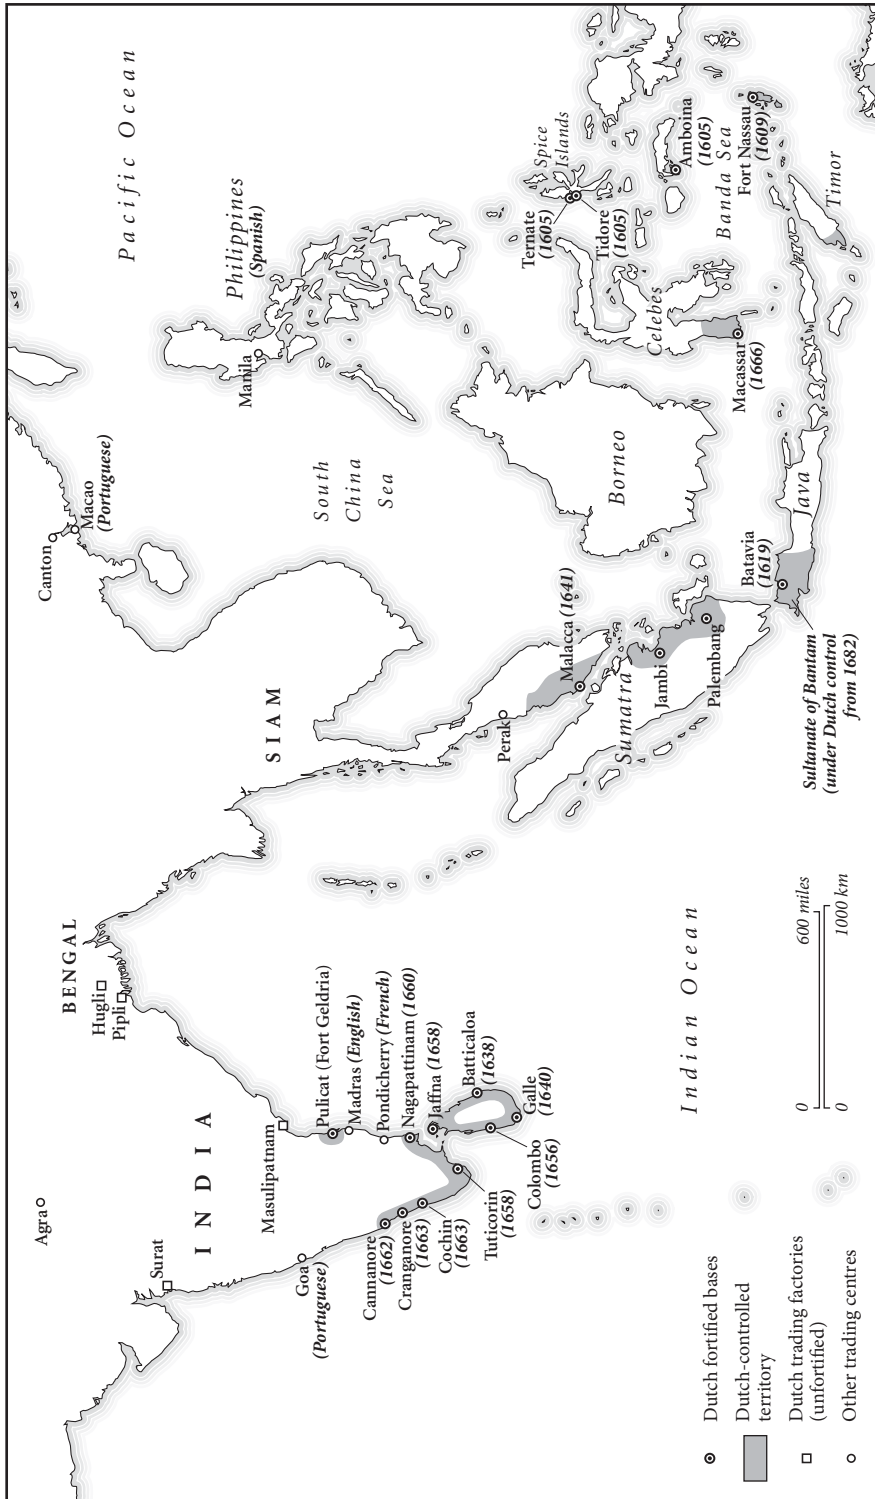 Pacific Ocean
Philippines
(Spanish)
Manila
Canton
Macao
(Portuguese)
South
China
Sea
Spice
Islands
Ternate
(1605)
Tidore
(1605)
Amboina
(1605)
Banda Sea
Fort Nassau
(1609)
Timor
Celebes
Macassar
(1666)
Borneo
Java
Batavia
(1619)
Sultanate of Bantam
(under Dutch control
from 1682)
SIAM
Perak
Malacca (1641)
Sumatra
Jambi
Palembang
BENGAL
Hugli
Pipli
INDIA
Agra
Surat
Masulipatnam
Pulicat (Fort Geldria)
Madras (English)
Pondicherry (French)
Nagapattinam (1660)
Jaffna (1658)
Batticaloa
(1638)
Galle
(1640)
Colombo
(1656)
Tuticorin
(1658)
Cochin
(1663)
Cranganore
(1663)
Cannanore
(1662)
Goa
(Portuguese)
Indian Ocean
0 600 miles
0 1000 km
Dutch fortified bases
Dutch-controlled
territory
Dutch trading factories
(unfortified)
Other trading centres